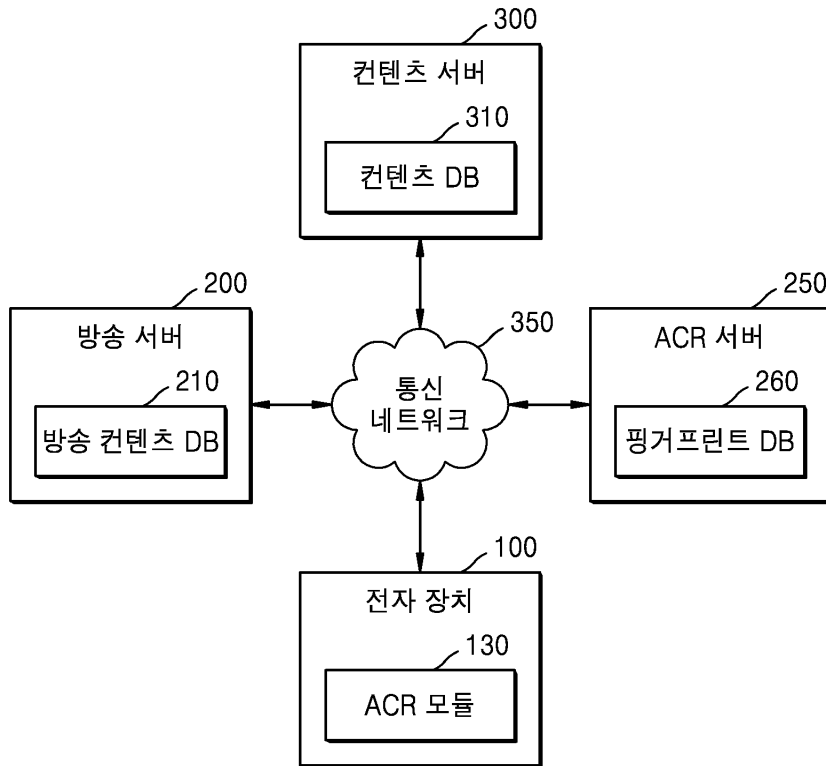 300
컨텐츠 서버
310
컨텐츠 DB
200
방송 서버
210
방송 컨텐츠 DB
350
통신
네트워크
250
ACR 서버
260
핑거프린트 DB
100
전자 장치
130
ACR 모듈